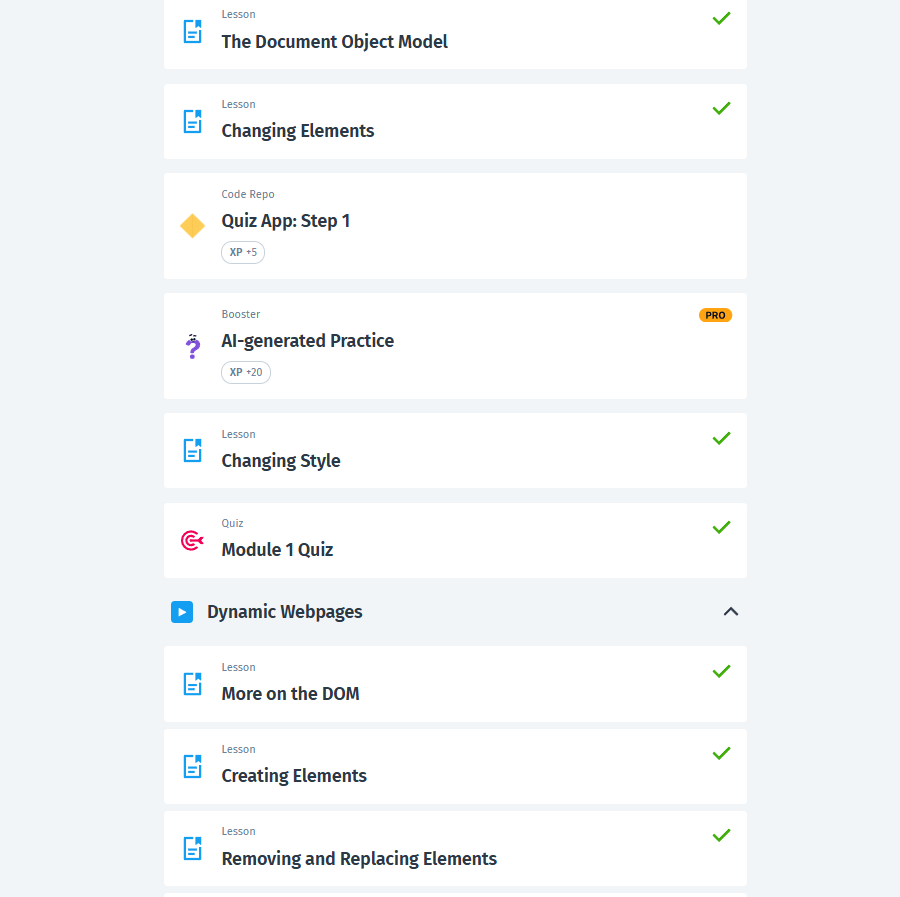 Lesson
The Document Object Model
Lesson
Changing Elements
Code Repo
Quiz App: Step 1
XP +5
Booster
PRO
AI-generated Practice
XP +20
Lesson
Changing Style
Quiz
Module 1 Quiz
Dynamic Webpages
Lesson
More on the DOM
Lesson
Creating Elements
Lesson
Removing and Replacing Elements